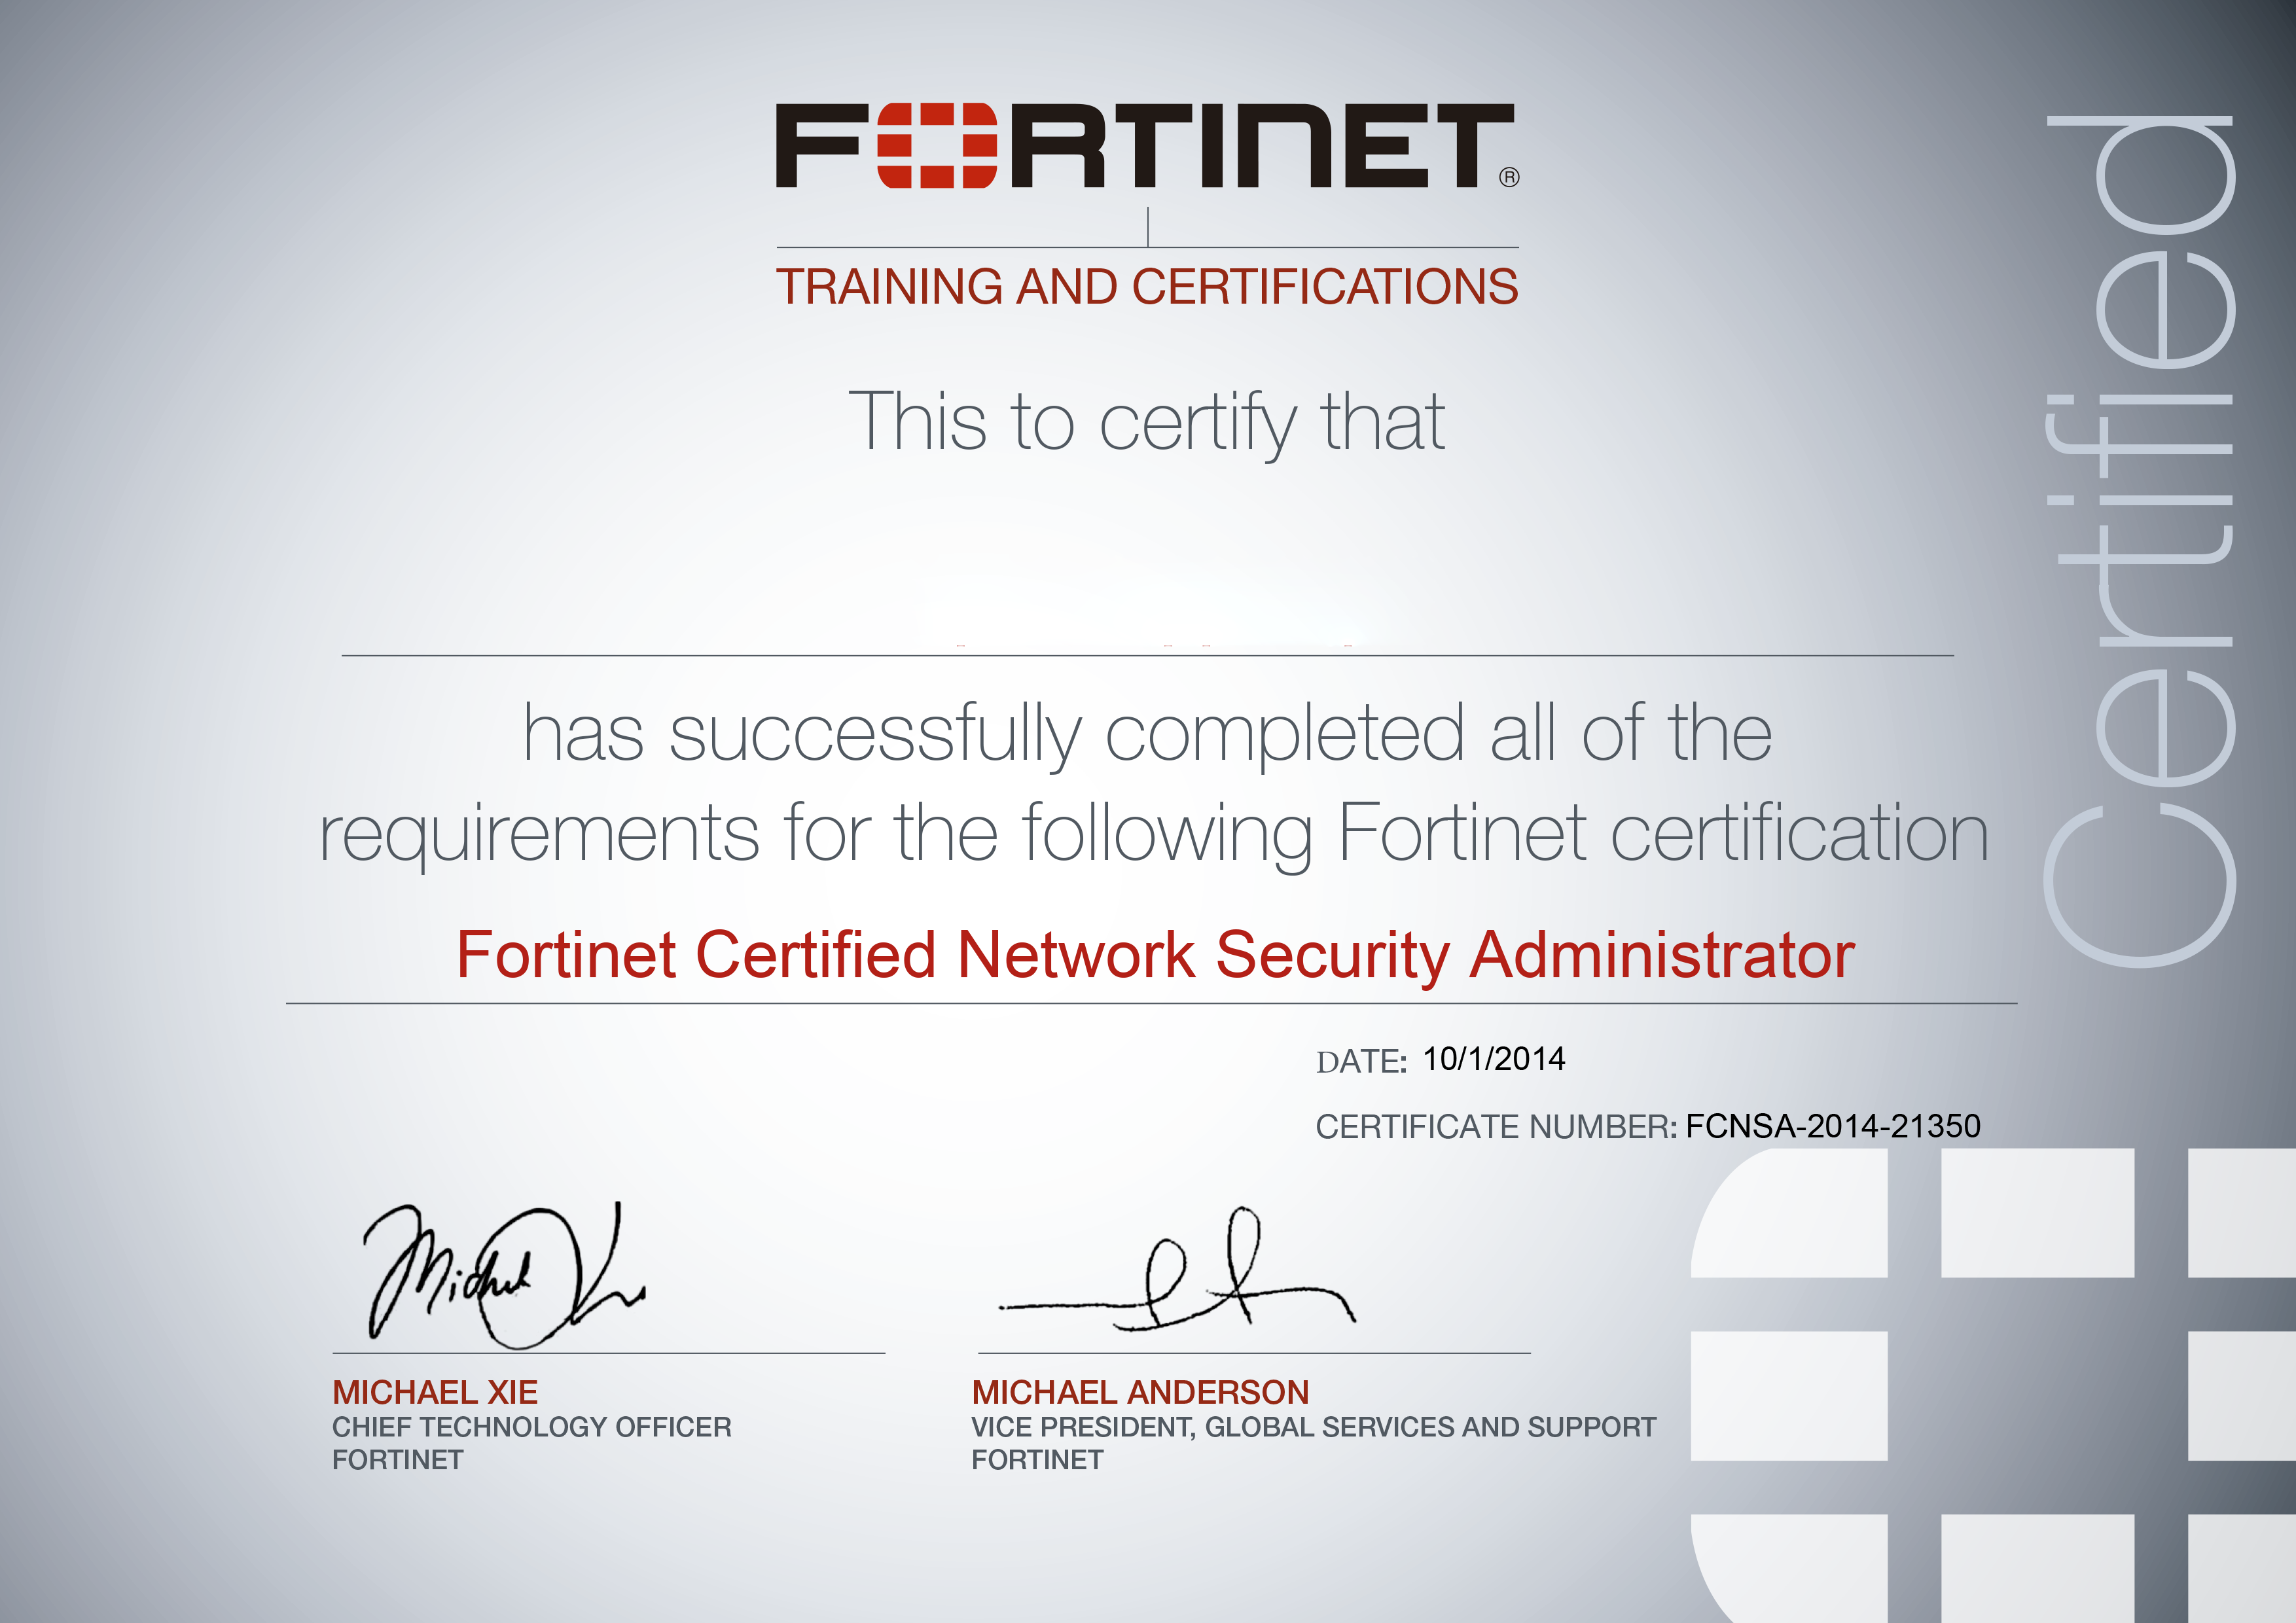 FORTINET®
TRAINING AND CERTIFICATIONS
This to certify that
has successfully completed all of the
requirements for the following Fortinet certification
Fortinet Certified Network Security Administrator
DATE: 10/1/2014
CERTIFICATE NUMBER: FCNSA-2014-21350
MICHAEL XIE
CHIEF TECHNOLOGY OFFICER
FORTINET
MICHAEL ANDERSON
VICE PRESIDENT, GLOBAL SERVICES AND SUPPORT
FORTINET
Certified